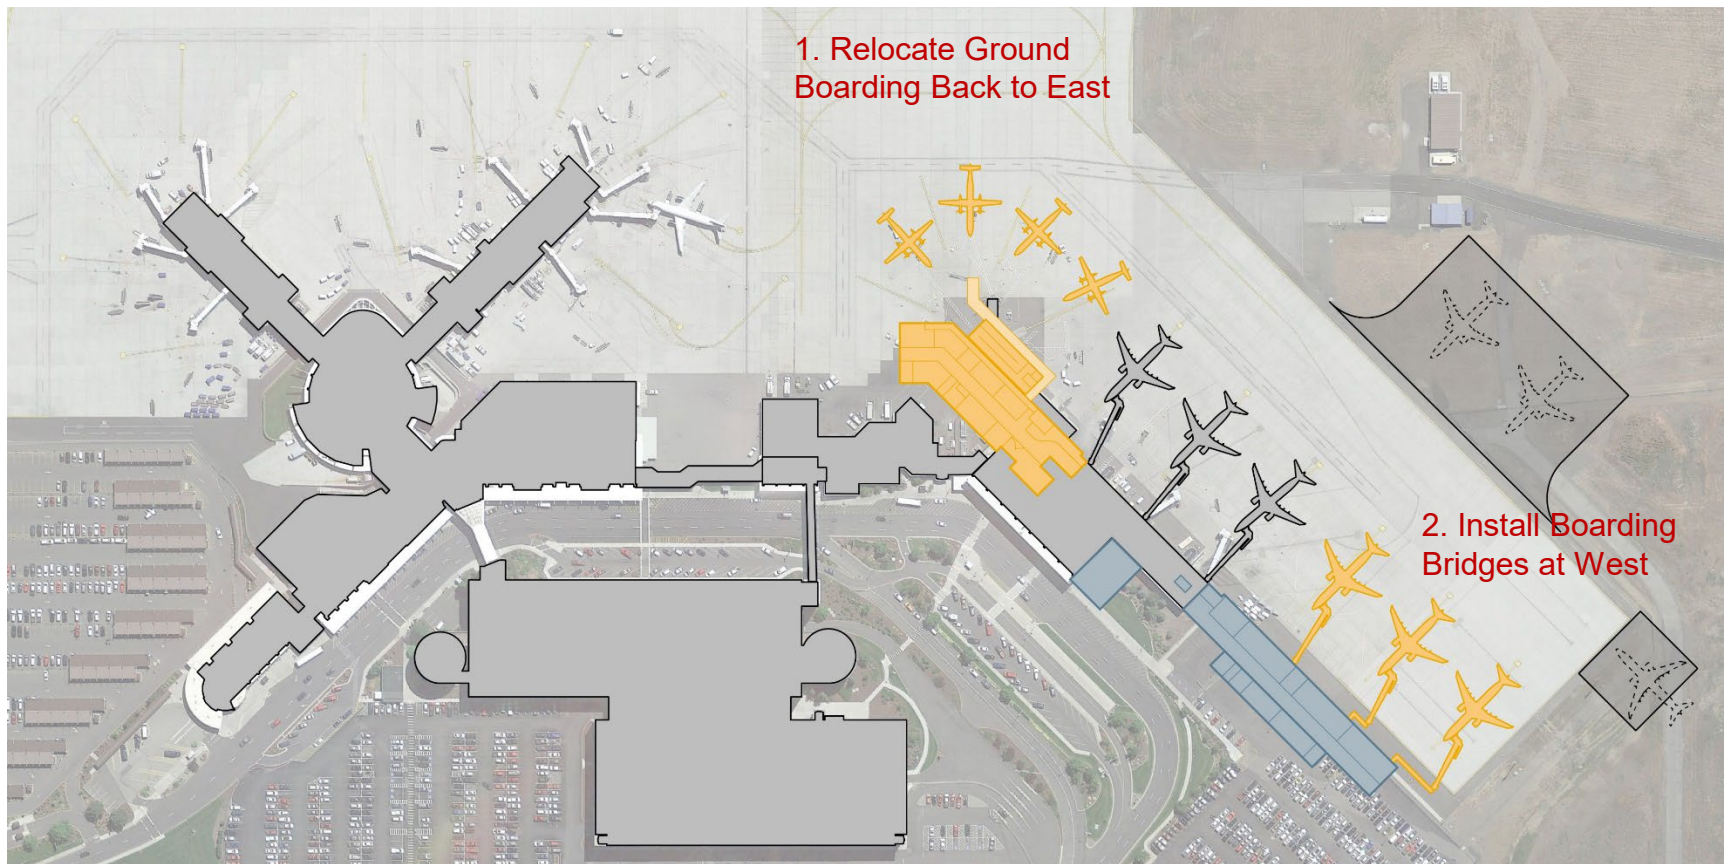 1. Relocate Ground
Boarding Back to East
2. Install Boarding
Bridges at West